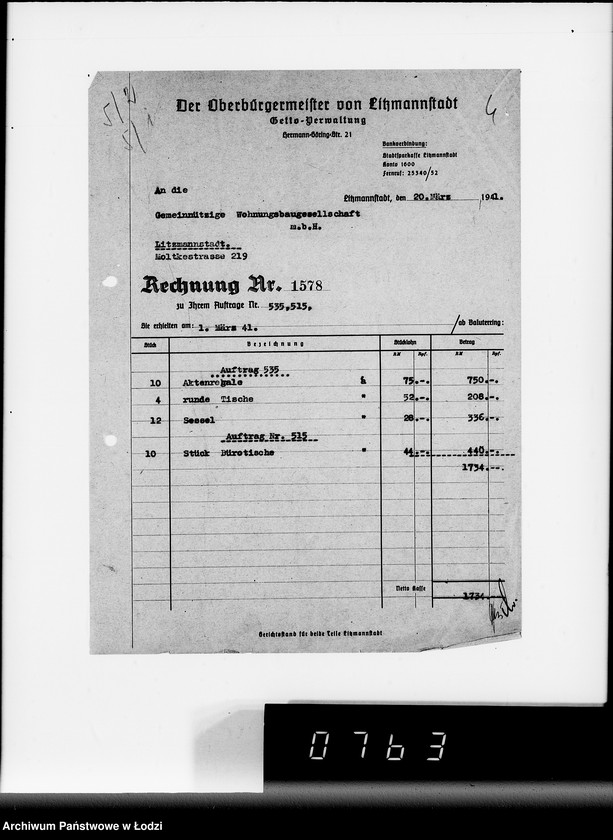 Der Oberbürgermeister von Litzmannstadt
Getto-Verwaltung
Hermann-Göring-Str. 21
Bankverbindung:
Stadtsparkasse Litzmannstadt
Konto 1600
Fernruf: 25340/52
An die
Litzmannstadt, den 20.März 1941.
Gemeinnützige Wohnungsbaugesellschaft
m.b.H.
Litzmannstadt.
Moltkestrasse 219
Rechnung Nr. 1578
zu Ihrem Auftrage Nr. 535,515,
Sie erhielten am: 1. März 41. / ab Baluterring:
Stück Bezeichnung Stücklohn Betrag
RM Rpf. RM Rpf.
Auftrag 535
10 Aktenregale à 75.-. 750.-.
4 runde Tische " 52.-. 208.-.
12 Sessel " 28.-. 336.-.
Auftrag Nr. 515
10 Stück Bürotische " 44.-. 440.-.
1734.--.
Netto Kasse 1734
Gerichtsstand für beide Teile Litzmannstadt
0763
Archiwum Państwowe w Łodzi